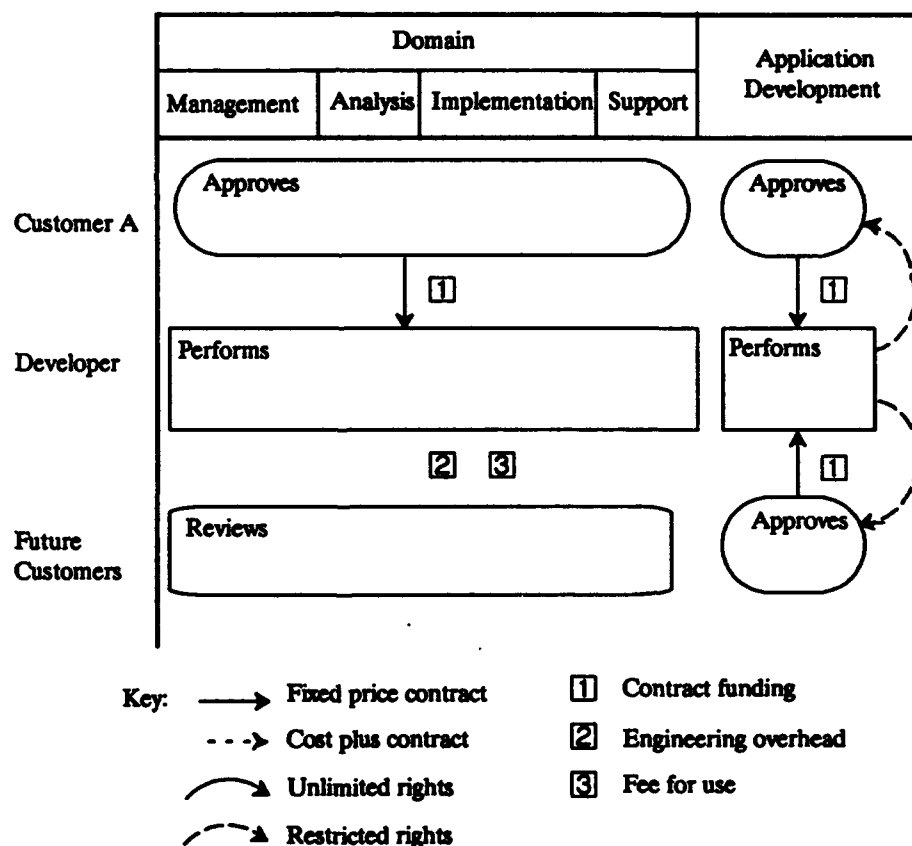 Domain
Application
Development
Management Analysis Implementation Support
Approves Approves
Customer A
1 1
Performs Performs
Developer
2 3 1
Reviews Approves
Future
Customers
Key: Fixed price contract 1 Contract funding
Cost plus contract 2 Engineering overhead
Unlimited rights 3 Fee for use
Restricted rights